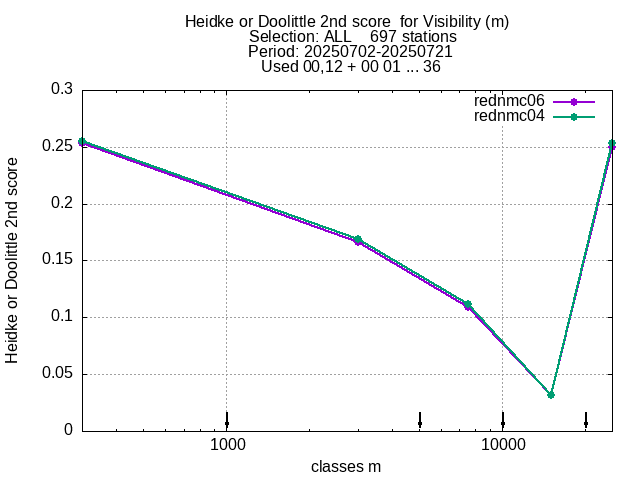 Heidke or Doolittle 2nd score  for Visibility (m)
Selection: ALL    697 stations
Period: 20250702-20250721
Used 00,12 + 00 01 ... 36
rednmc06
rednmc04
0.3
0.25
0.2
0.15
0.1
0.05
0
Heidke or Doolittle 2nd score
1000
10000
classes m